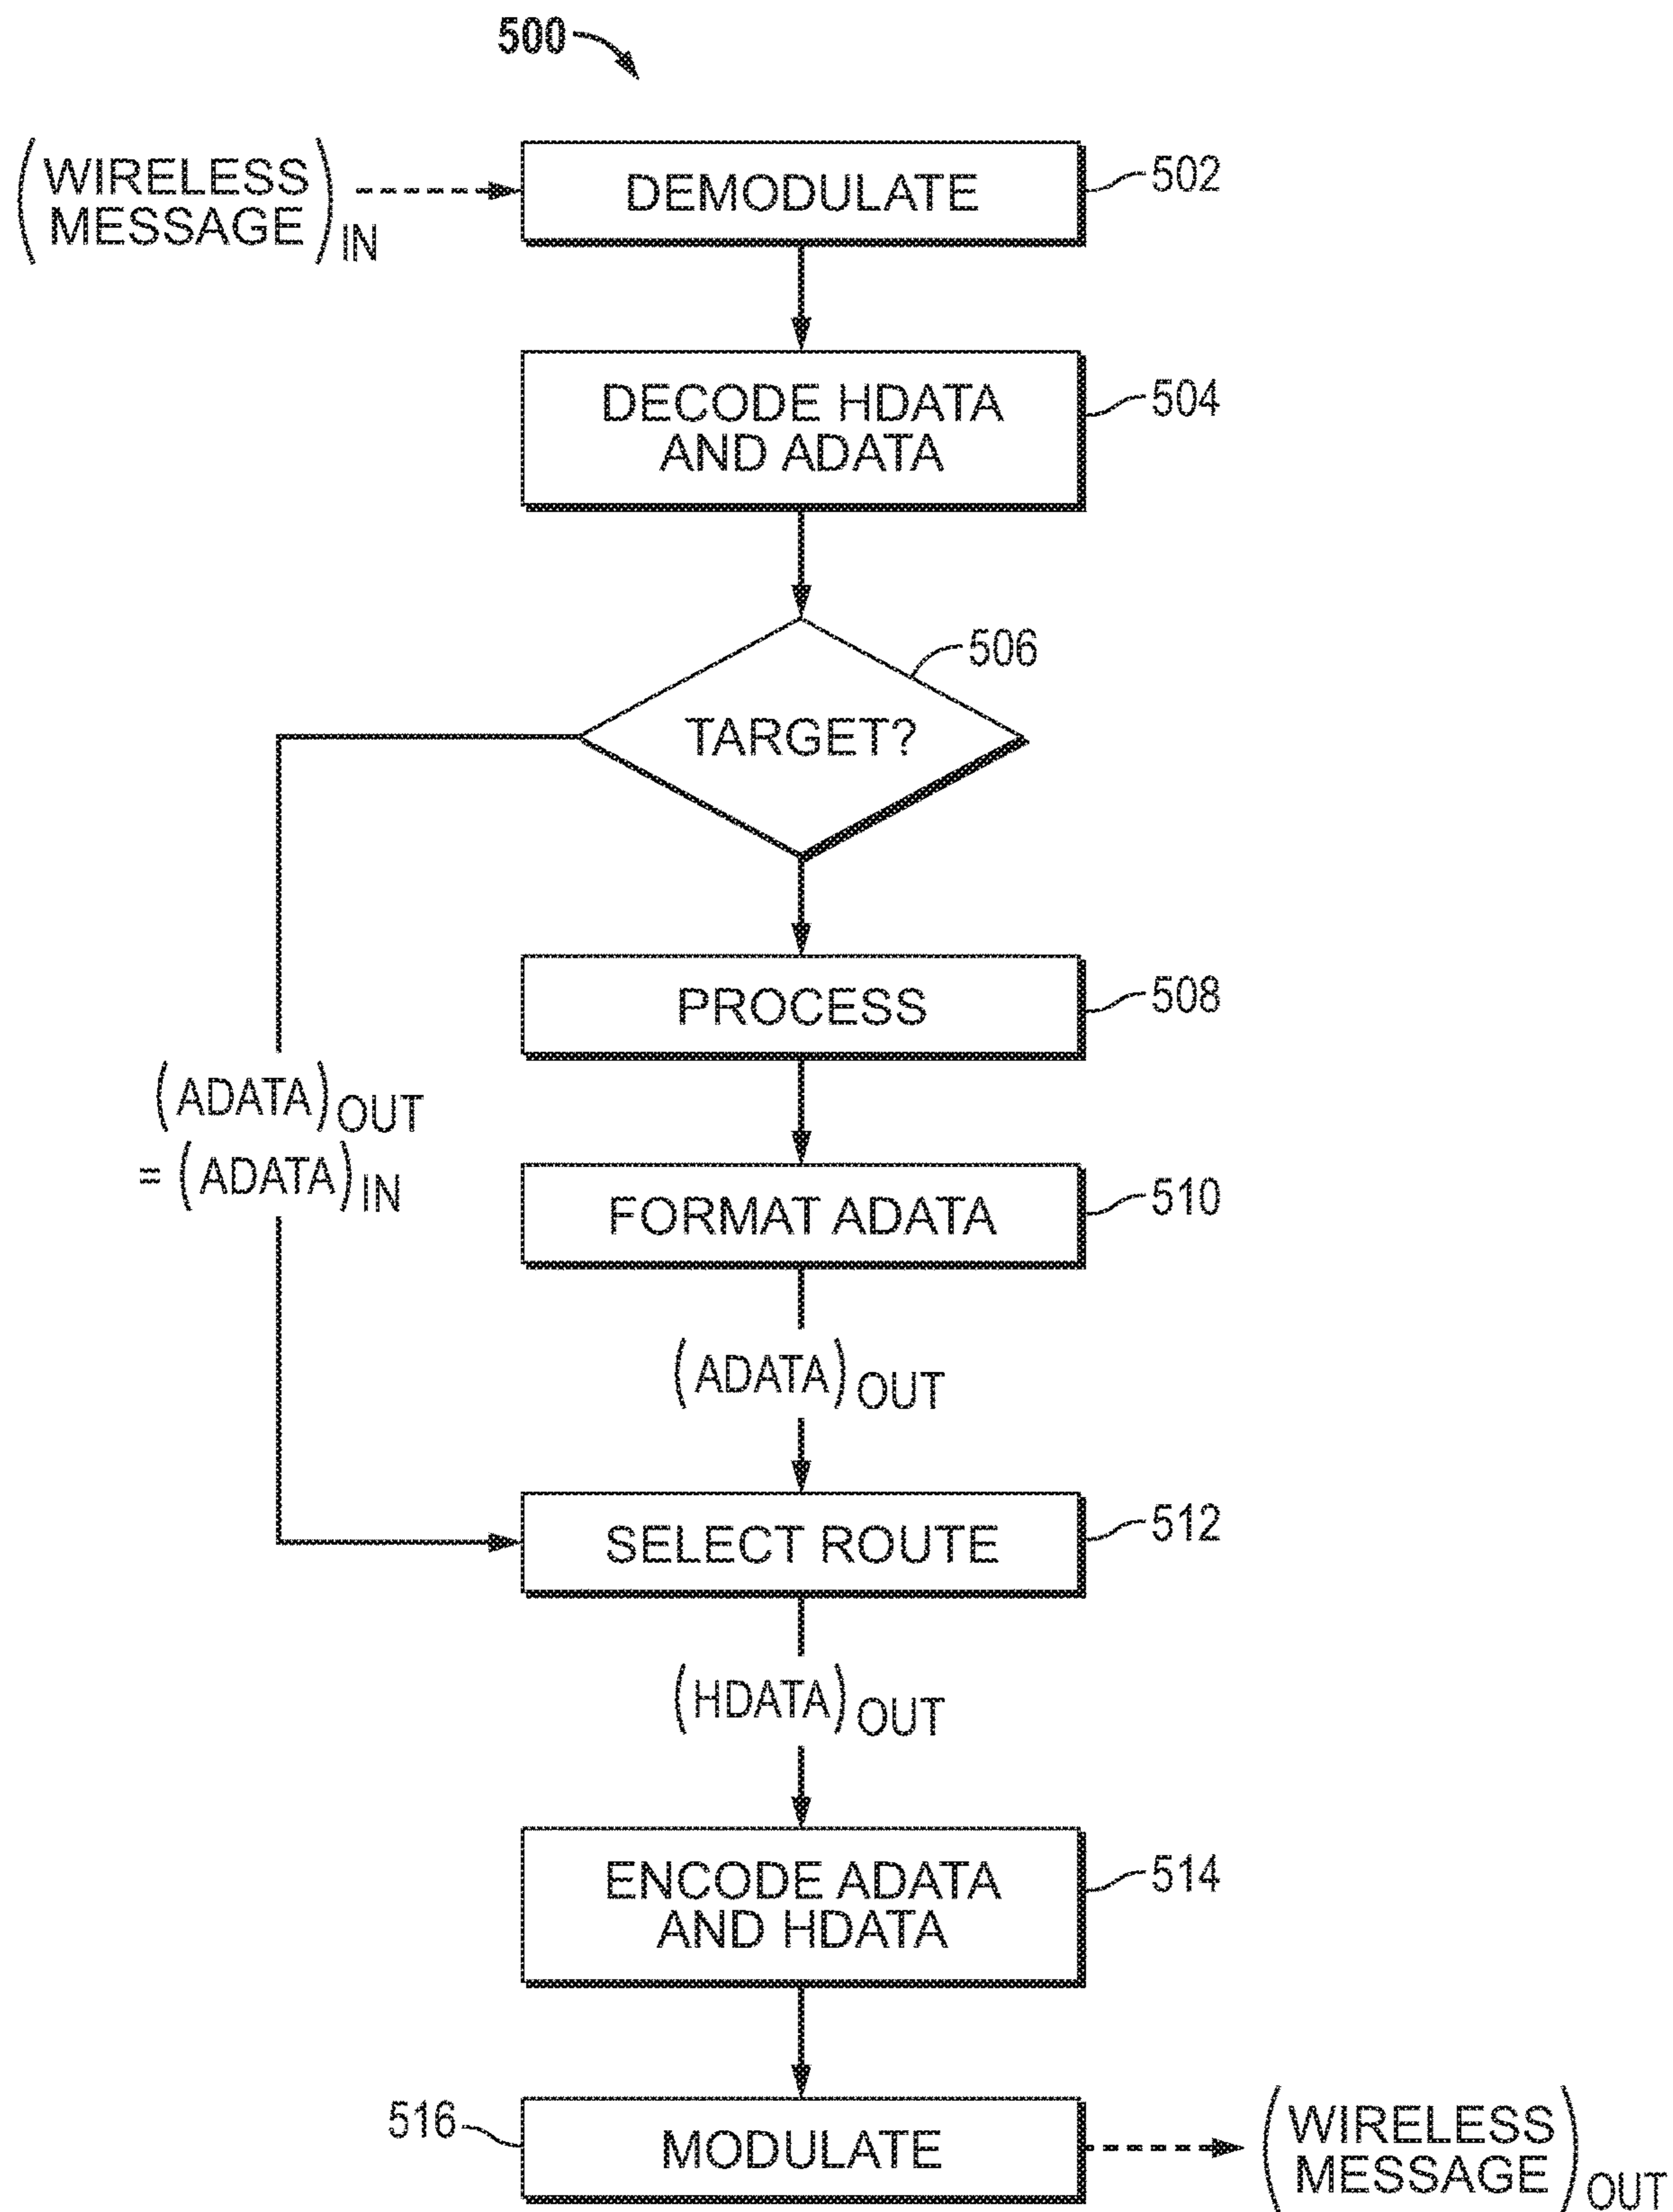 500
(WIRELESS
MESSAGE)IN
DEMODULATE
502
DECODE HDATA
AND ADATA
504
506
TARGET?
PROCESS
508
(ADATA)OUT
= (ADATA)IN
FORMAT ADATA
510
(ADATA)OUT
SELECT ROUTE
512
(HDATA)OUT
ENCODE ADATA
AND HDATA
514
516
MODULATE
(WIRELESS
MESSAGE)OUT